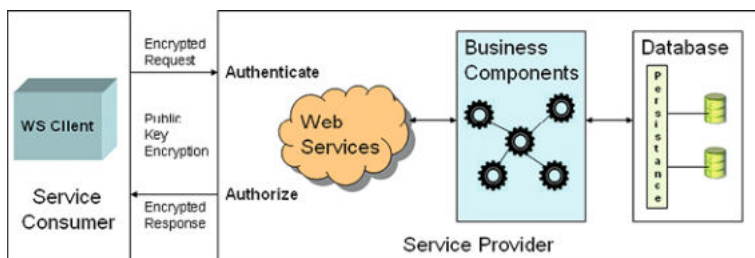 WS Client
Service
Consumer
Encrypted
Request
Public
Key
Encryption
Encrypted
Response
Authenticate
Web
Services
Authorize
Business
Components
Database
Persistance
Service Provider